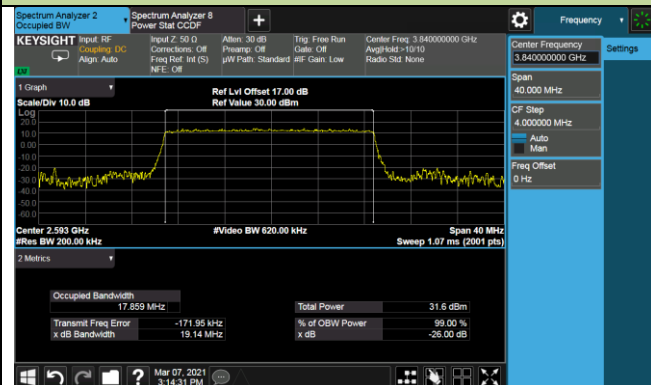 Spectrum Analyzer 2
Occupied BW
Spectrum Analyzer 8
Power Stat CCDF
+
Frequency
KEYSIGHT
Input: RF
Coupling: DC
Align: Auto
Input Z: 50 Ω
Corrections: Off
Freq Ref: Int (S)
NFE: Off
Atten: 30 dB
Preamp: Off
µW Path: Standard
Trig: Free Run
Gate: Off
#IF Gain: Low
Center Freq: 3.840000000 GHz
Avg|Hold:>10/10
Radio Std: None
Center Frequency
3.840000000 GHz
Settings
Span
40.000 MHz
CF Step
4.000000 MHz
Auto
Man
Freq Offset
0 Hz
1 Graph
Scale/Div 10.0 dB
Ref Lvl Offset 17.00 dB
Ref Value 30.00 dBm
Log
20.0
10.0
0.00
-10.0
-20.0
-30.0
-40.0
-50.0
-60.0
Center 2.593 GHz
#Res BW 200.00 kHz
#Video BW 620.00 kHz
Span 40 MHz
Sweep 1.07 ms (2001 pts)
2 Metrics
Occupied Bandwidth
17.859 MHz
Total Power 31.6 dBm
Transmit Freq Error -171.95 kHz
% of OBW Power 99.00 %
x dB Bandwidth 19.14 MHz
x dB -26.00 dB
?
Mar 07, 2021
3:14:31 PM